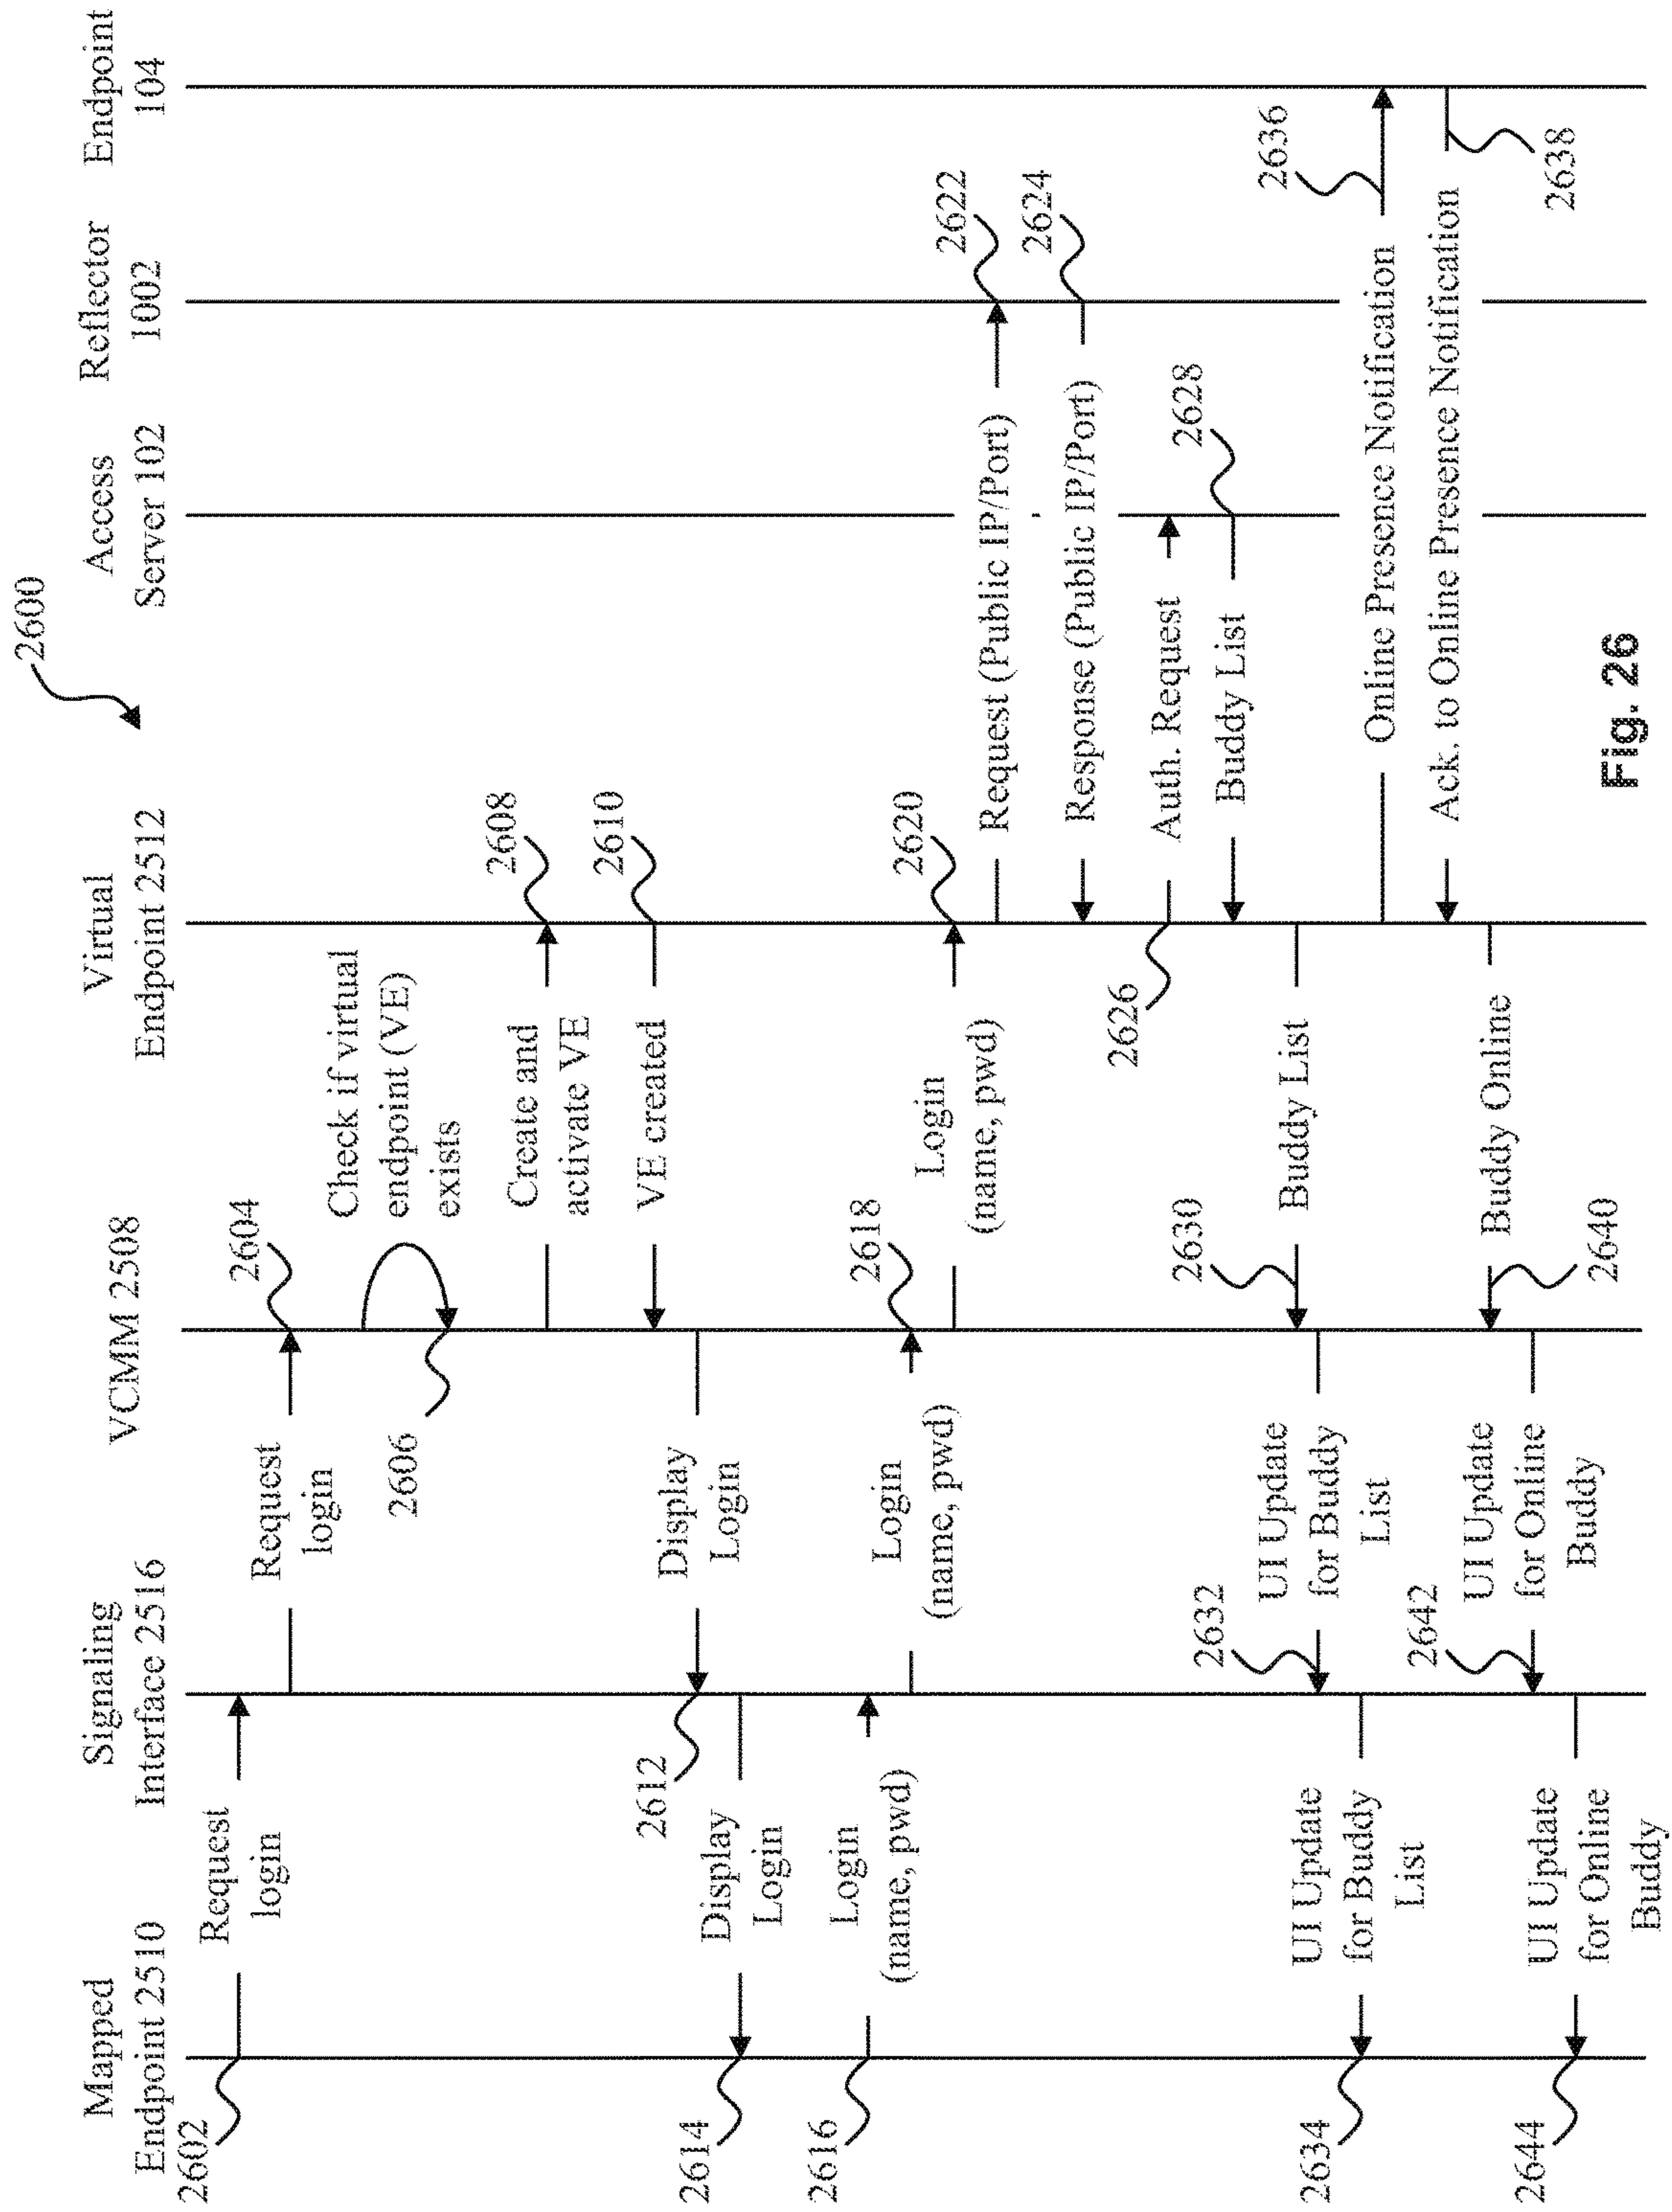 2600
Mapped
Endpoint 2510
Signaling
Interface 2516
VCMM 2508
Virtual
Endpoint 2512
Access
Server 102
Reflector
1002
Endpoint
104
2602
Request
login
Request
login
2604
2606
Check if virtual
endpoint (VE)
exists
Create and
activate VE
2608
VE created
2610
Display
Login
2612
Display
Login
2614
2616
Login
(name, pwd)
Login
(name, pwd)
2618
Login
(name, pwd)
2620
Request (Public IP/Port)
2622
Response (Public IP/Port)
2624
2626
Auth. Request
Buddy List
2628
Buddy List
2630
UI Update
for Buddy
List
2632
UI Update
for Buddy
List
2634
Online Presence Notification
2636
Ack. to Online Presence Notification
2638
Buddy Online
2640
UI Update
for Online
Buddy
2642
UI Update
for Online
Buddy
2644
Fig. 26